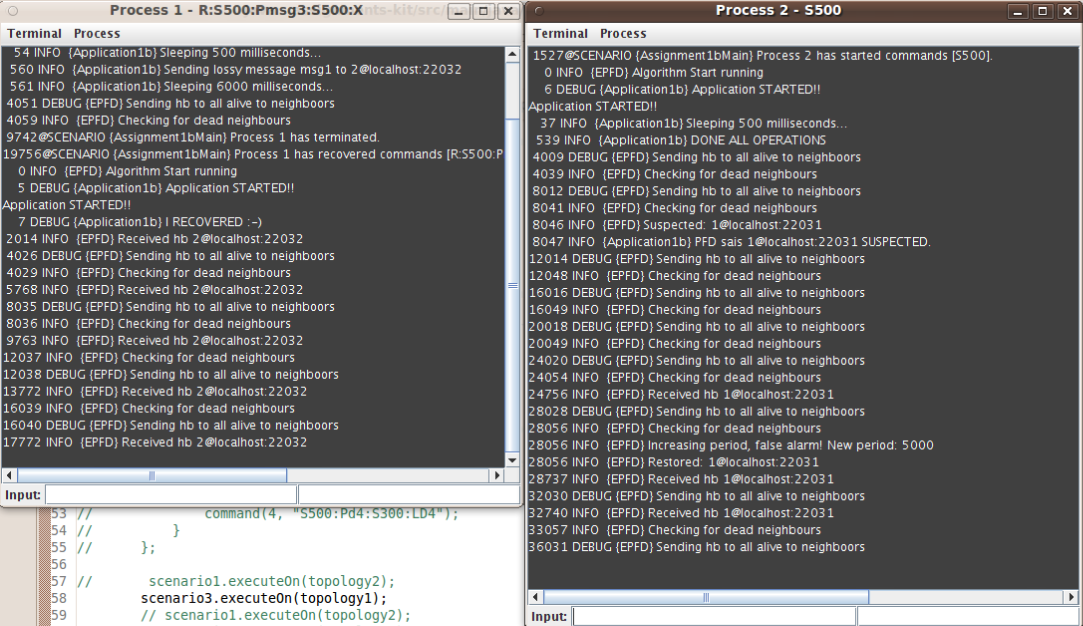 Process 1 - R:S500:Pmsg3:S500:X
Terminal Process
54 INFO {Application1b} Sleeping 500 milliseconds...
560 INFO {Application1b} Sending lossy message msg1 to 2@localhost:22032
561 INFO {Application1b} Sleeping 6000 milliseconds...
4051 DEBUG {EPFD} Sending hb to all alive to neighboors
4059 INFO {EPFD} Checking for dead neighbours
9742@SCENARIO {Assignment1bMain} Process 1 has terminated.
19756@SCENARIO {Assignment1bMain} Process 1 has recovered commands [R:S500:P
0 INFO {EPFD} Algorithm Start running
5 DEBUG {Application1b} Application STARTED!!
Application STARTED!!
7 DEBUG {Application1b} I RECOVERED :-)
2014 INFO {EPFD} Received hb 2@localhost:22032
4026 DEBUG {EPFD} Sending hb to all alive to neighboors
4029 INFO {EPFD} Checking for dead neighbours
5768 INFO {EPFD} Received hb 2@localhost:22032
8035 DEBUG {EPFD} Sending hb to all alive to neighboors
8036 INFO {EPFD} Checking for dead neighbours
9763 INFO {EPFD} Received hb 2@localhost:22032
12037 INFO {EPFD} Checking for dead neighbours
12038 DEBUG {EPFD} Sending hb to all alive to neighboors
13772 INFO {EPFD} Received hb 2@localhost:22032
16039 INFO {EPFD} Checking for dead neighbours
16040 DEBUG {EPFD} Sending hb to all alive to neighboors
17772 INFO {EPFD} Received hb 2@localhost:22032
Input:
Process 2 - S500
Terminal Process
1527@SCENARIO {Assignment1bMain} Process 2 has started commands [S500].
0 INFO {EPFD} Algorithm Start running
6 DEBUG {Application1b} Application STARTED!!
Application STARTED!!
37 INFO {Application1b} Sleeping 500 milliseconds...
539 INFO {Application1b} DONE ALL OPERATIONS
4009 DEBUG {EPFD} Sending hb to all alive to neighboors
4039 INFO {EPFD} Checking for dead neighbours
8012 DEBUG {EPFD} Sending hb to all alive to neighboors
8041 INFO {EPFD} Checking for dead neighbours
8046 INFO {EPFD} Suspected: 1@localhost:22031
8047 INFO {Application1b} PFD sais 1@localhost:22031 SUSPECTED.
12014 DEBUG {EPFD} Sending hb to all alive to neighboors
12048 INFO {EPFD} Checking for dead neighbours
16016 DEBUG {EPFD} Sending hb to all alive to neighboors
16049 INFO {EPFD} Checking for dead neighbours
20018 DEBUG {EPFD} Sending hb to all alive to neighboors
20049 INFO {EPFD} Checking for dead neighbours
24020 DEBUG {EPFD} Sending hb to all alive to neighboors
24054 INFO {EPFD} Checking for dead neighbours
24756 INFO {EPFD} Received hb 1@localhost:22031
28028 DEBUG {EPFD} Sending hb to all alive to neighboors
28056 INFO {EPFD} Checking for dead neighbours
28056 INFO {EPFD} Increasing period, false alarm! New period: 5000
28056 INFO {EPFD} Restored: 1@localhost:22031
28737 INFO {EPFD} Received hb 1@localhost:22031
32030 DEBUG {EPFD} Sending hb to all alive to neighboors
32740 INFO {EPFD} Received hb 1@localhost:22031
33057 INFO {EPFD} Checking for dead neighbours
36031 DEBUG {EPFD} Sending hb to all alive to neighboors
Input:
53 // command(4, "S500:Pd4:S300:LD4");
54 // }
55 // };
56
57 // scenario1.executeOn(topology2);
58 scenario3.executeOn(topology1);
59 // scenario1.executeOn(topology2);